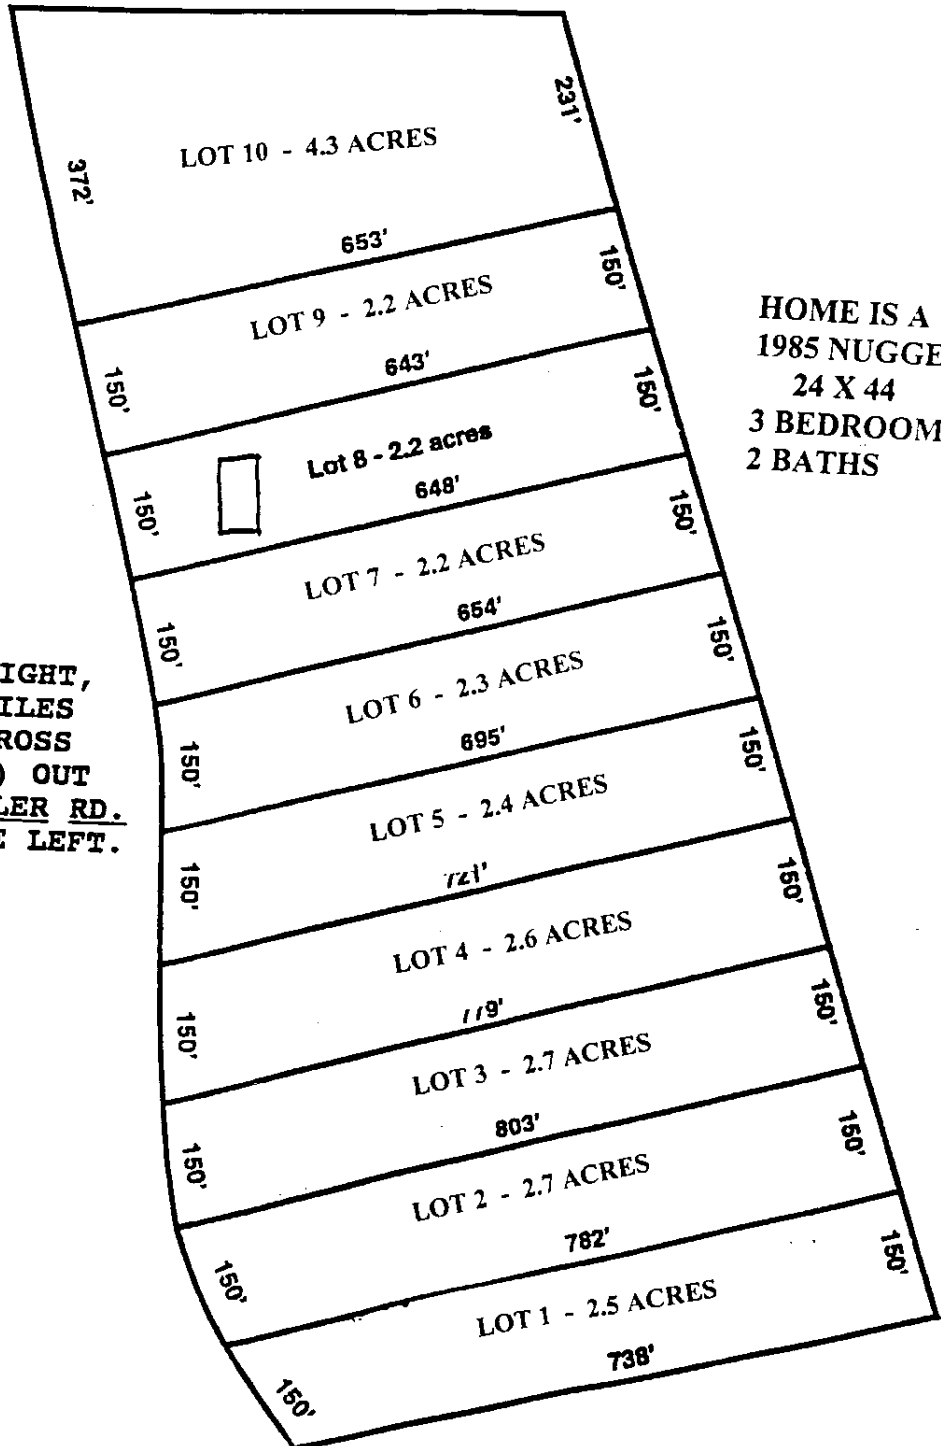 231'
LOT 10 - 4.3 ACRES
372'
653'
150'
LOT 9 - 2.2 ACRES
643'
150'
150'
HOME IS A
1985 NUGGE
24 X 44
3 BEDROOM
2 BATHS
Lot 8 - 2.2 acres
648'
150'
150'
LOT 7 - 2.2 ACRES
654'
150'
150'
LOT 6 - 2.3 ACRES
695'
150'
150'
IGHT,
ILES
ROSS
) OUT
LER RD.
E LEFT.
LOT 5 - 2.4 ACRES
721'
150'
150'
LOT 4 - 2.6 ACRES
779'
150'
150'
LOT 3 - 2.7 ACRES
803'
150'
150'
LOT 2 - 2.7 ACRES
782'
150'
150'
LOT 1 - 2.5 ACRES
738'
150'